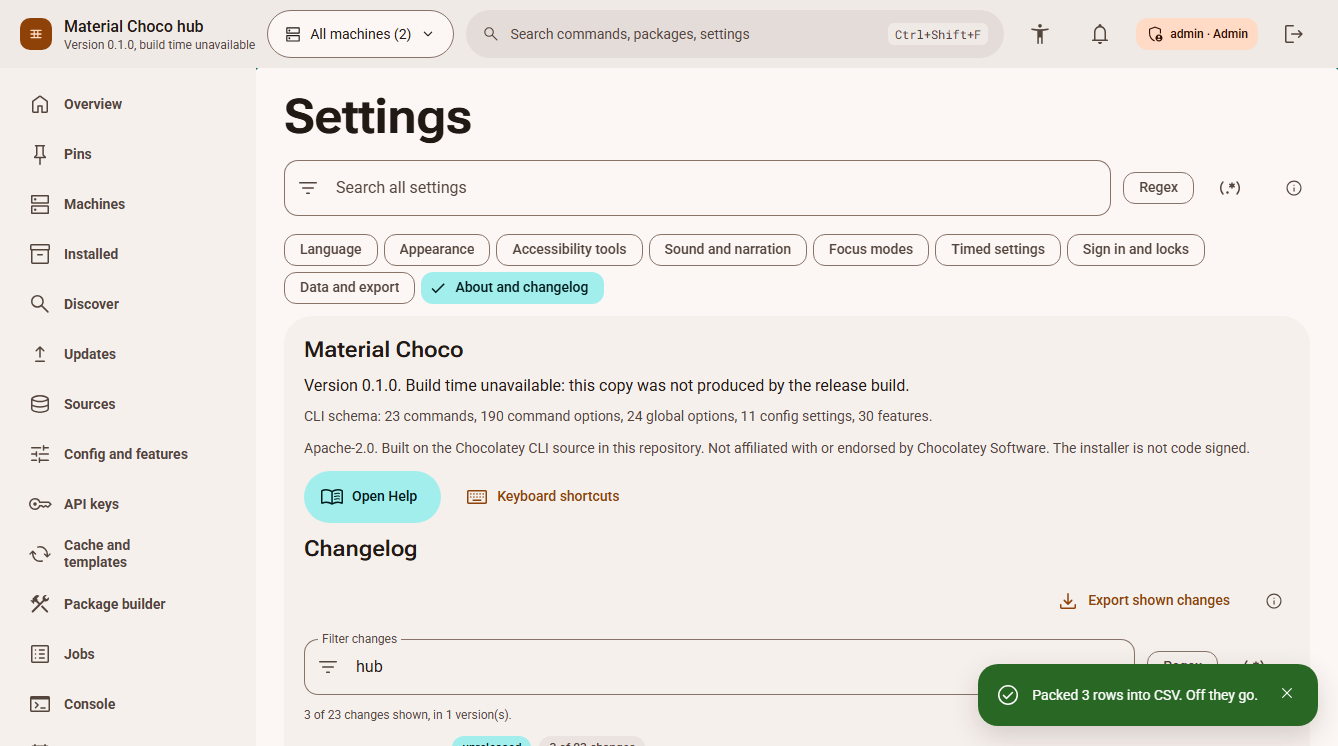 Material Choco hub
Version 0.1.0, build time unavailable
All machines (2)
Search commands, packages, settings
Ctrl+Shift+F
admin · Admin
Overview
Pins
Machines
Installed
Discover
Updates
Sources
Config and features
API keys
Cache and
templates
Package builder
Jobs
Console
Settings
Search all settings
Regex
(.*)
Language
Appearance
Accessibility tools
Sound and narration
Focus modes
Timed settings
Sign in and locks
Data and export
About and changelog
Material Choco
Version 0.1.0. Build time unavailable: this copy was not produced by the release build.
CLI schema: 23 commands, 190 command options, 24 global options, 11 config settings, 30 features.
Apache-2.0. Built on the Chocolatey CLI source in this repository. Not affiliated with or endorsed by Chocolatey Software. The installer is not code signed.
Open Help
Keyboard shortcuts
Changelog
Export shown changes
Filter changes
hub
Regex
(.*)
3 of 23 changes shown, in 1 version(s).
Packed 3 rows into CSV. Off they go.
unreleased
3 of 23 changes